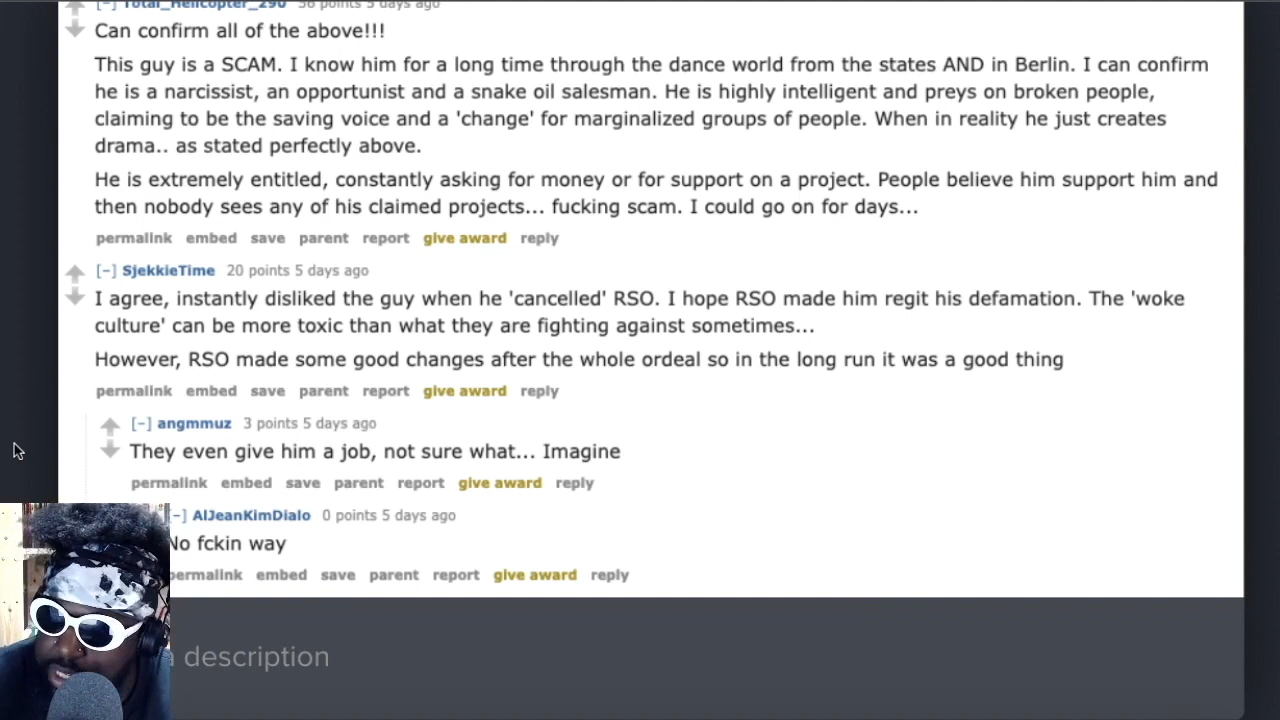 [-] Total_Helicopter_290 56 points 5 days ago
Can confirm all of the above!!!
This guy is a SCAM. I know him for a long time through the dance world from the states AND in Berlin. I can confirm
he is a narcissist, an opportunist and a snake oil salesman. He is highly intelligent and preys on broken people,
claiming to be the saving voice and a 'change' for marginalized groups of people. When in reality he just creates
drama.. as stated perfectly above.
He is extremely entitled, constantly asking for money or for support on a project. People believe him support him and
then nobody sees any of his claimed projects... fucking scam. I could go on for days...
permalink embed save parent report give award reply
[-] SjekkieTime 20 points 5 days ago
I agree, instantly disliked the guy when he 'cancelled' RSO. I hope RSO made him regit his defamation. The 'woke
culture' can be more toxic than what they are fighting against sometimes...
However, RSO made some good changes after the whole ordeal so in the long run it was a good thing
permalink embed save parent report give award reply
[-] angmmuz 3 points 5 days ago
They even give him a job, not sure what... Imagine
permalink embed save parent report give award reply
-] AlJeanKimDialo 0 points 5 days ago
No fckin way
permalink embed save parent report give award reply
description